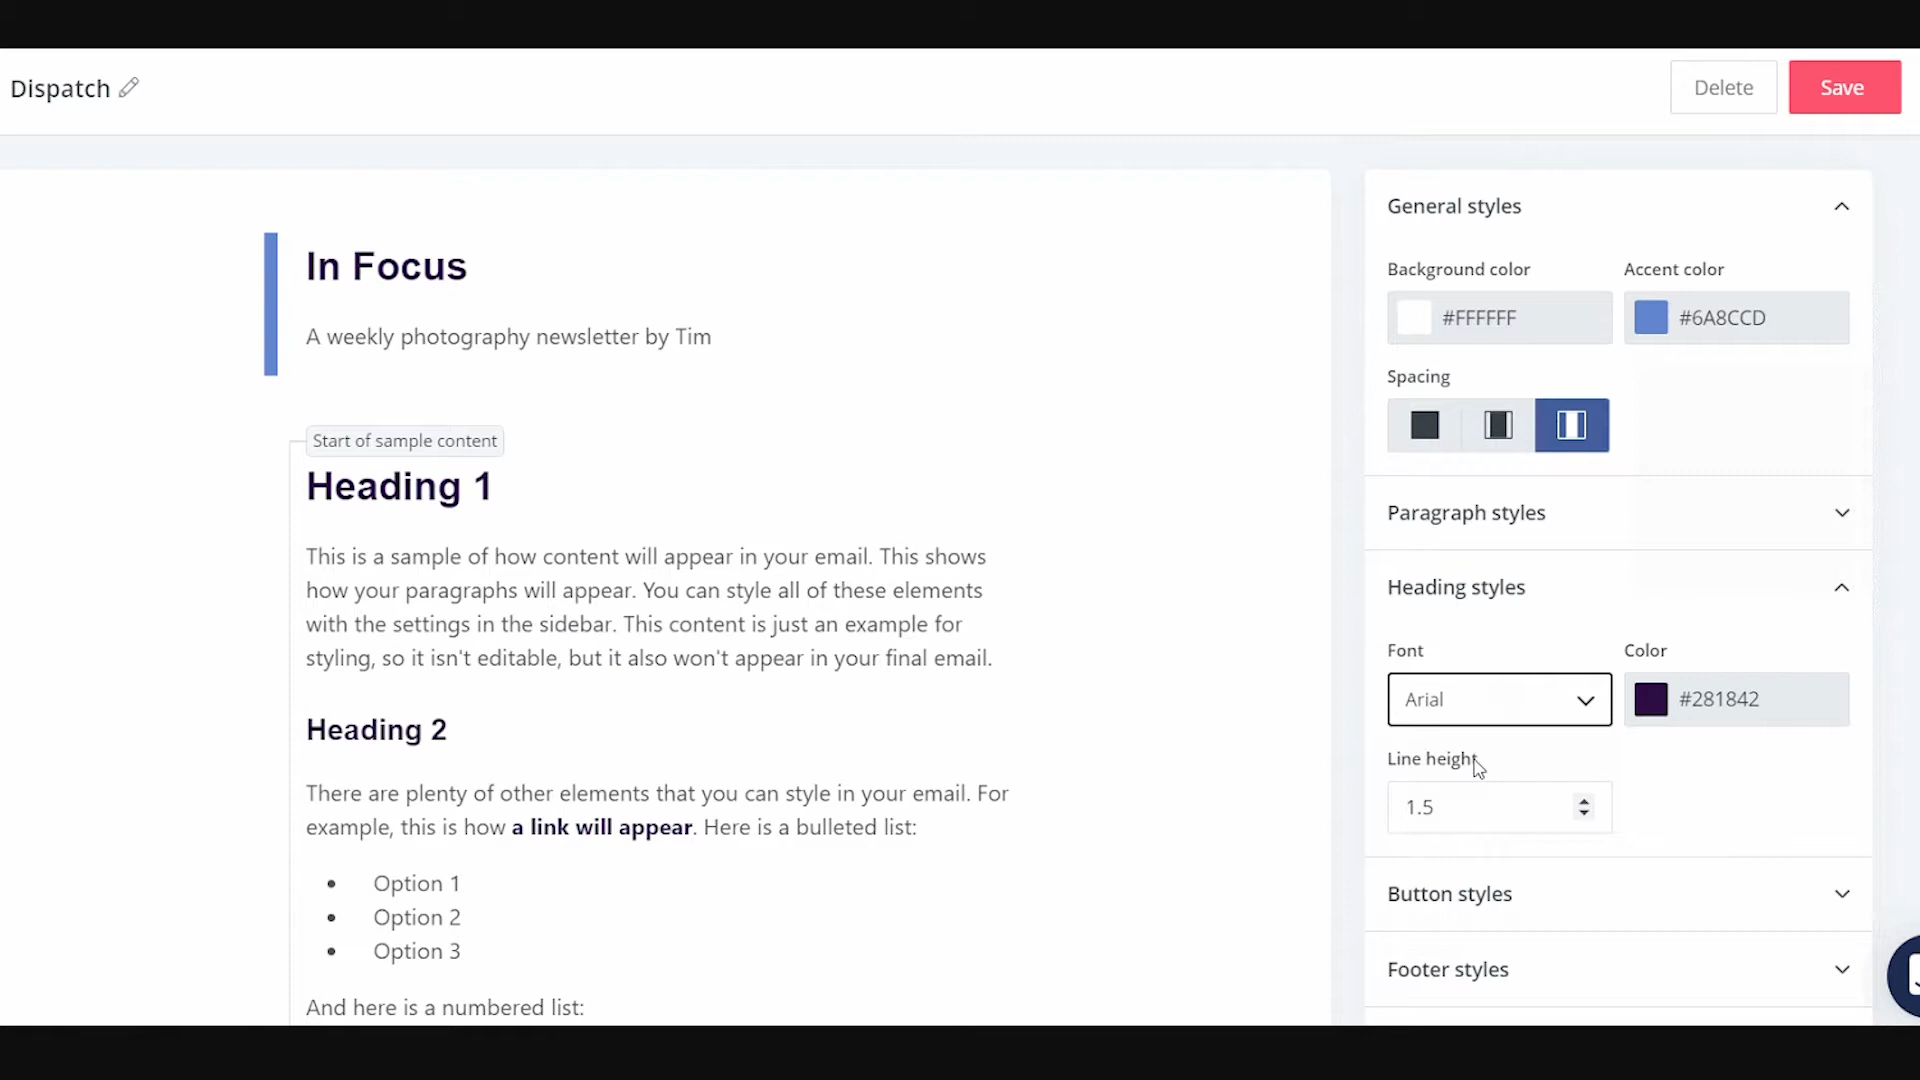 Dispatch
Delete
Save
In Focus
A weekly photography newsletter by Tim
Start of sample content
Heading 1
This is a sample of how content will appear in your email. This shows
how your paragraphs will appear. You can style all of these elements
with the settings in the sidebar. This content is just an example for
styling, so it isn't editable, but it also won't appear in your final email.
Heading 2
There are plenty of other elements that you can style in your email. For
example, this is how a link will appear. Here is a bulleted list:
• Option 1
• Option 2
• Option 3
And here is a numbered list:
General styles
Background color
Accent color
#FFFFFF
#6A8CCD
Spacing
Paragraph styles
Heading styles
Font
Color
Arial
#281842
Line height
1.5
Button styles
Footer styles